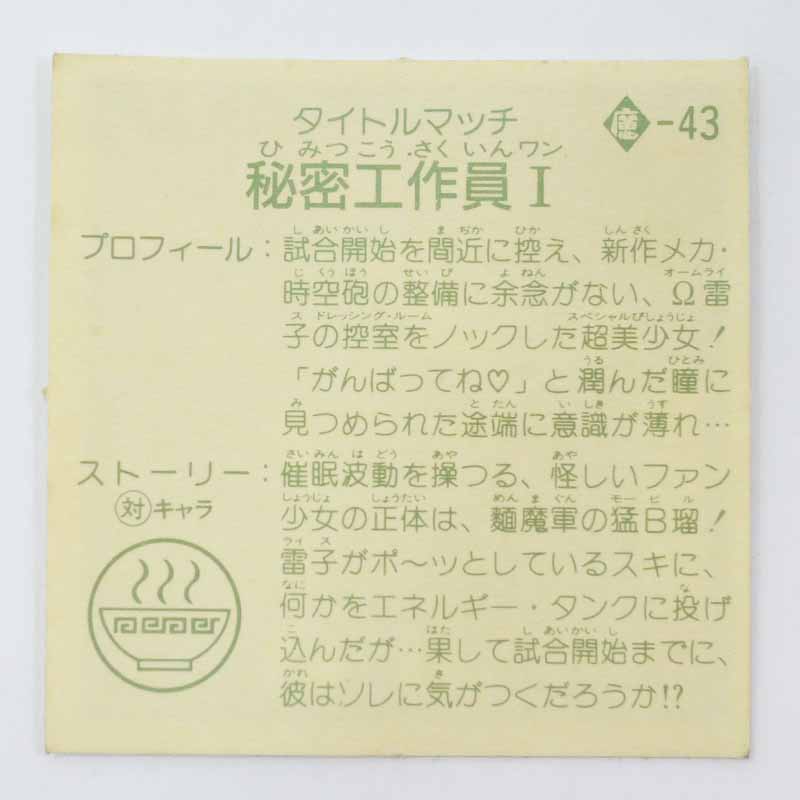 タイトルマッチ
魔-43
ひみつこうさくいんワン
秘密工作員I
しあいかいし まぢか ひか しんさく
プロフィール：試合開始を間近に控え、新作メカ・
じくうほう せいび よねん オームライ
時空砲の整備に余念がない、Ω雷
ス ドレッシング・ルーム スペシャルびしょうじょ
子の控室をノックした超美少女！
うる ひとみ
「がんばってね♡」と潤んだ瞳に
み とたん いしき うす
見つめられた途端に意識が薄れ…
さいみんはどう あや あや
ストーリー：催眠波動を操つる、怪しいファン
しょうじょ しょうたい めんまぐん モービル
対キャラ
少女の正体は、麺魔軍の猛B瑠！
ライス
雷子がポ〜ッとしているスキに、
なに な
何かをエネルギー・タンクに投げ
こ はた しあいかいし
込んだが…果して試合開始までに、
かれ き
彼はソレに気がつくだろうか!?